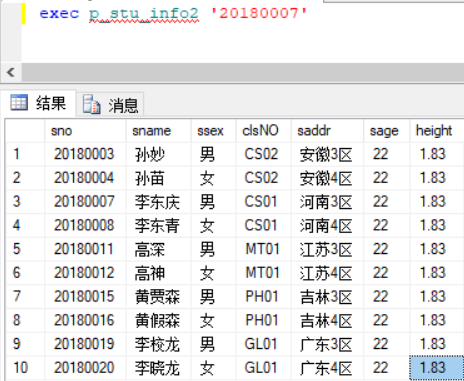 exec p_stu_info2 '20180007'
结果 消息
sno sname ssex clsNO saddr sage height
1 20180003 孙妙 男 CS02 安徽3区 22 1.83
2 20180004 孙苗 女 CS02 安徽4区 22 1.83
3 20180007 李东庆 男 CS01 河南3区 22 1.83
4 20180008 李东青 女 CS01 河南4区 22 1.83
5 20180011 高深 男 MT01 江苏3区 22 1.83
6 20180012 高神 女 MT01 江苏4区 22 1.83
7 20180015 黄贾森 男 PH01 吉林3区 22 1.83
8 20180016 黄假森 女 PH01 吉林4区 22 1.83
9 20180019 李校龙 男 GL01 广东3区 22 1.83
10 20180020 李晓龙 女 GL01 广东4区 22 1.83